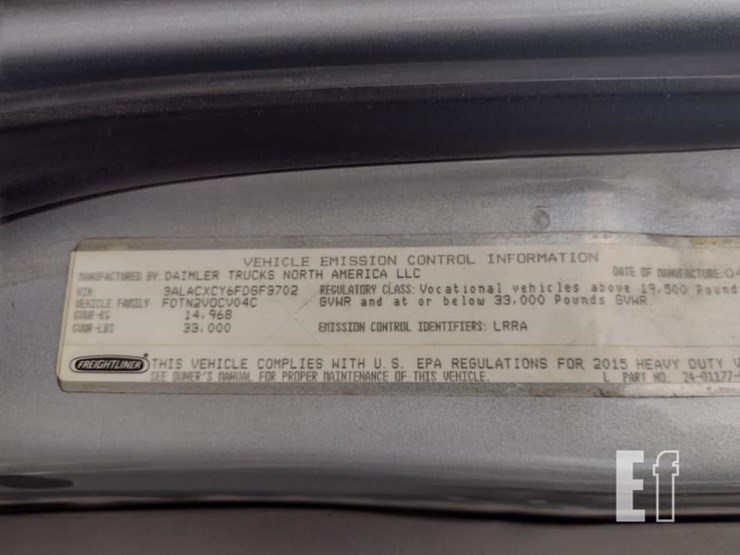 VEHICLE EMISSION CONTROL INFORMATION
MANUFACTURED BY: DAIMLER TRUCKS NORTH AMERICA LLC DATE OF MANUFACTURE: 04
VIN: 3ALACXCY6FDGF3702 REGULATORY CLASS: Vocational vehicles above 19,500 Pound
VEHICLE FAMILY FDTN2VOCV04C GVWR and at or below 33,000 Pounds GVWR
GVWR-KG 14,968
GVWR-LBS 33,000 EMISSION CONTROL IDENTIFIERS: LRRA
FREIGHTLINER THIS VEHICLE COMPLIES WITH U.S. EPA REGULATIONS FOR 2015 HEAVY DUTY V
SEE OWNER'S MANUAL FOR PROPER MAINTENANCE OF THIS VEHICLE. L PART NO. 24-01177-
Ef